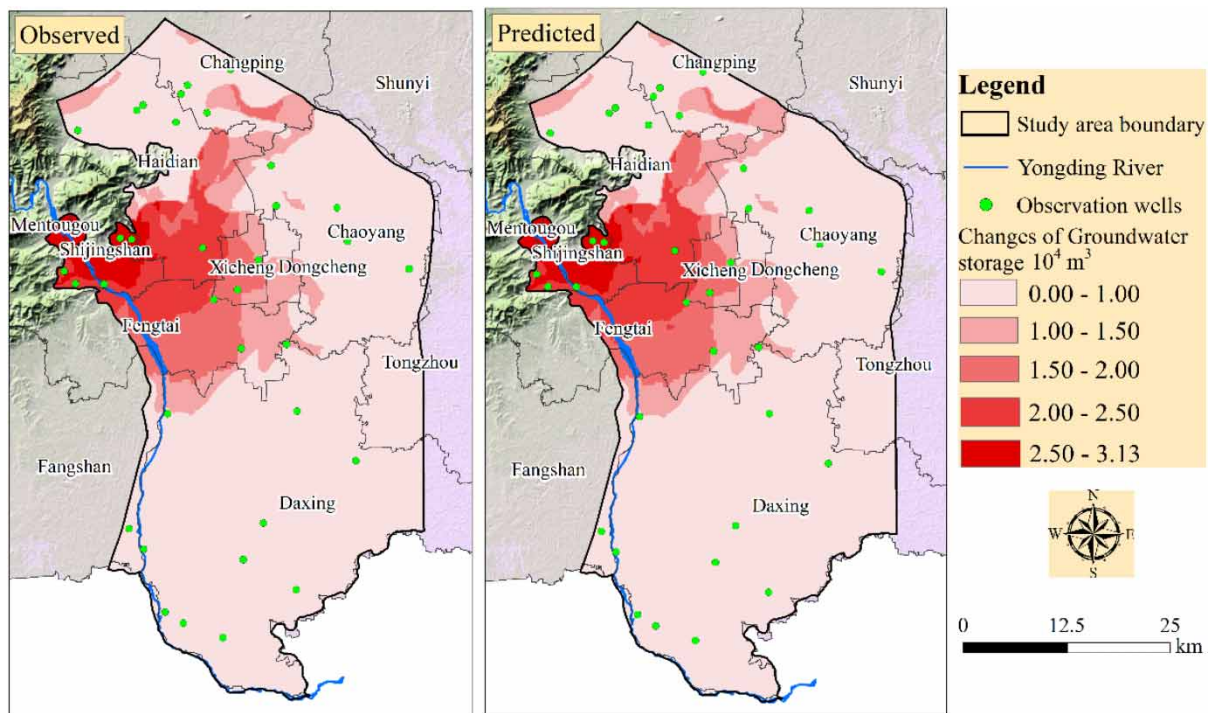 Observed
Changping
Shunyi
Haidian
Mentougou
Shijingshan
Chaoyang
Xicheng Dongcheng
Fengtai
Tongzhou
Fangshan
Daxing
Predicted
Changping
Shunyi
Haidian
Mentougou
Shijingshan
Chaoyang
Xicheng Dongcheng
Fengtai
Tongzhou
Fangshan
Daxing
Legend
Study area boundary
Yongding River
Observation wells
Changes of Groundwater
storage 10⁴ m³
0.00 - 1.00
1.00 - 1.50
1.50 - 2.00
2.00 - 2.50
2.50 - 3.13
N
W E
S
0 12.5 25
km